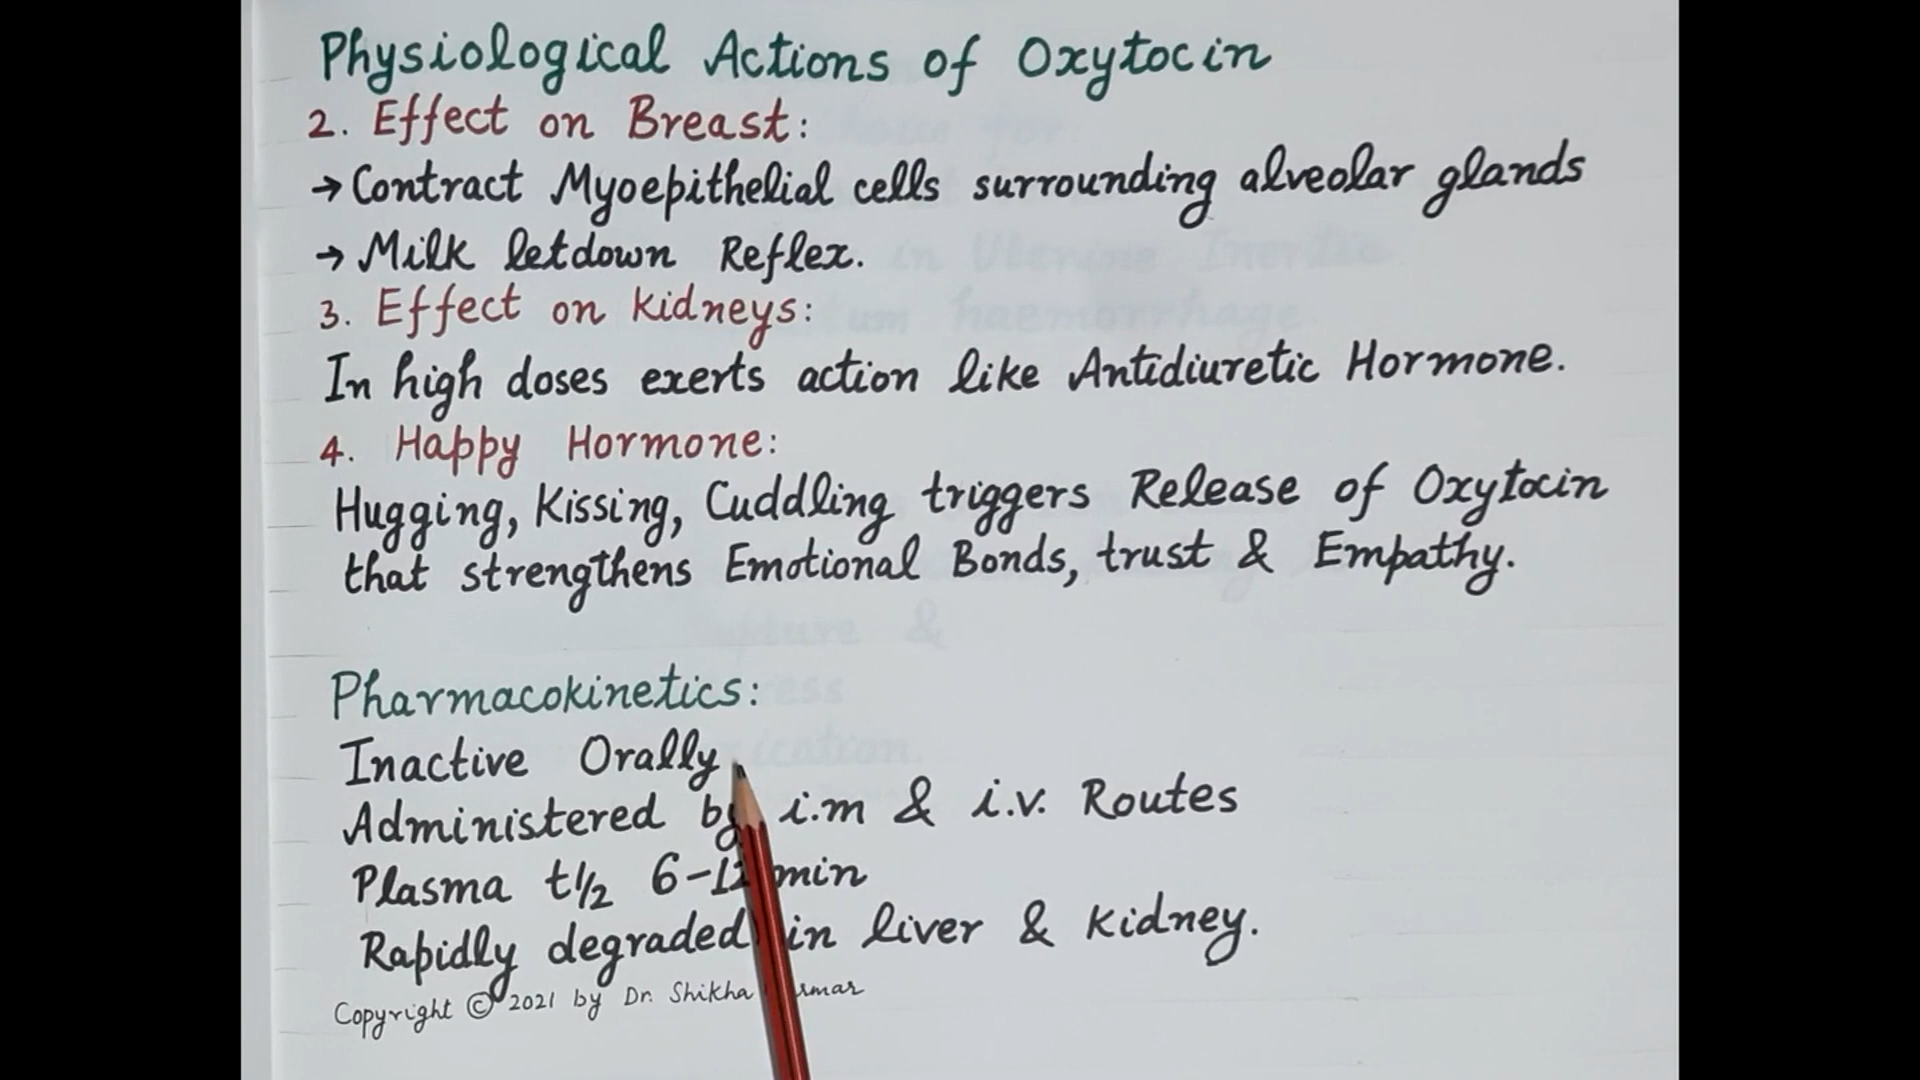 Physiological Actions of Oxytocin
2. Effect on Breast:
→ Contract Myoepithelial cells surrounding alveolar glands
→ Milk letdown Reflex.
3. Effect on kidneys:
In high doses exerts action like Antidiuretic Hormone.
4. Happy Hormone:
Hugging, Kissing, Cuddling triggers Release of Oxytocin
that strengthens Emotional Bonds, trust & Empathy.
Pharmacokinetics:
Inactive Orally
Administered by i.m & i.v. Routes
Plasma t1/2 6-12 min
Rapidly degraded in liver & kidney.
Copyright © 2021 by Dr. Shikha